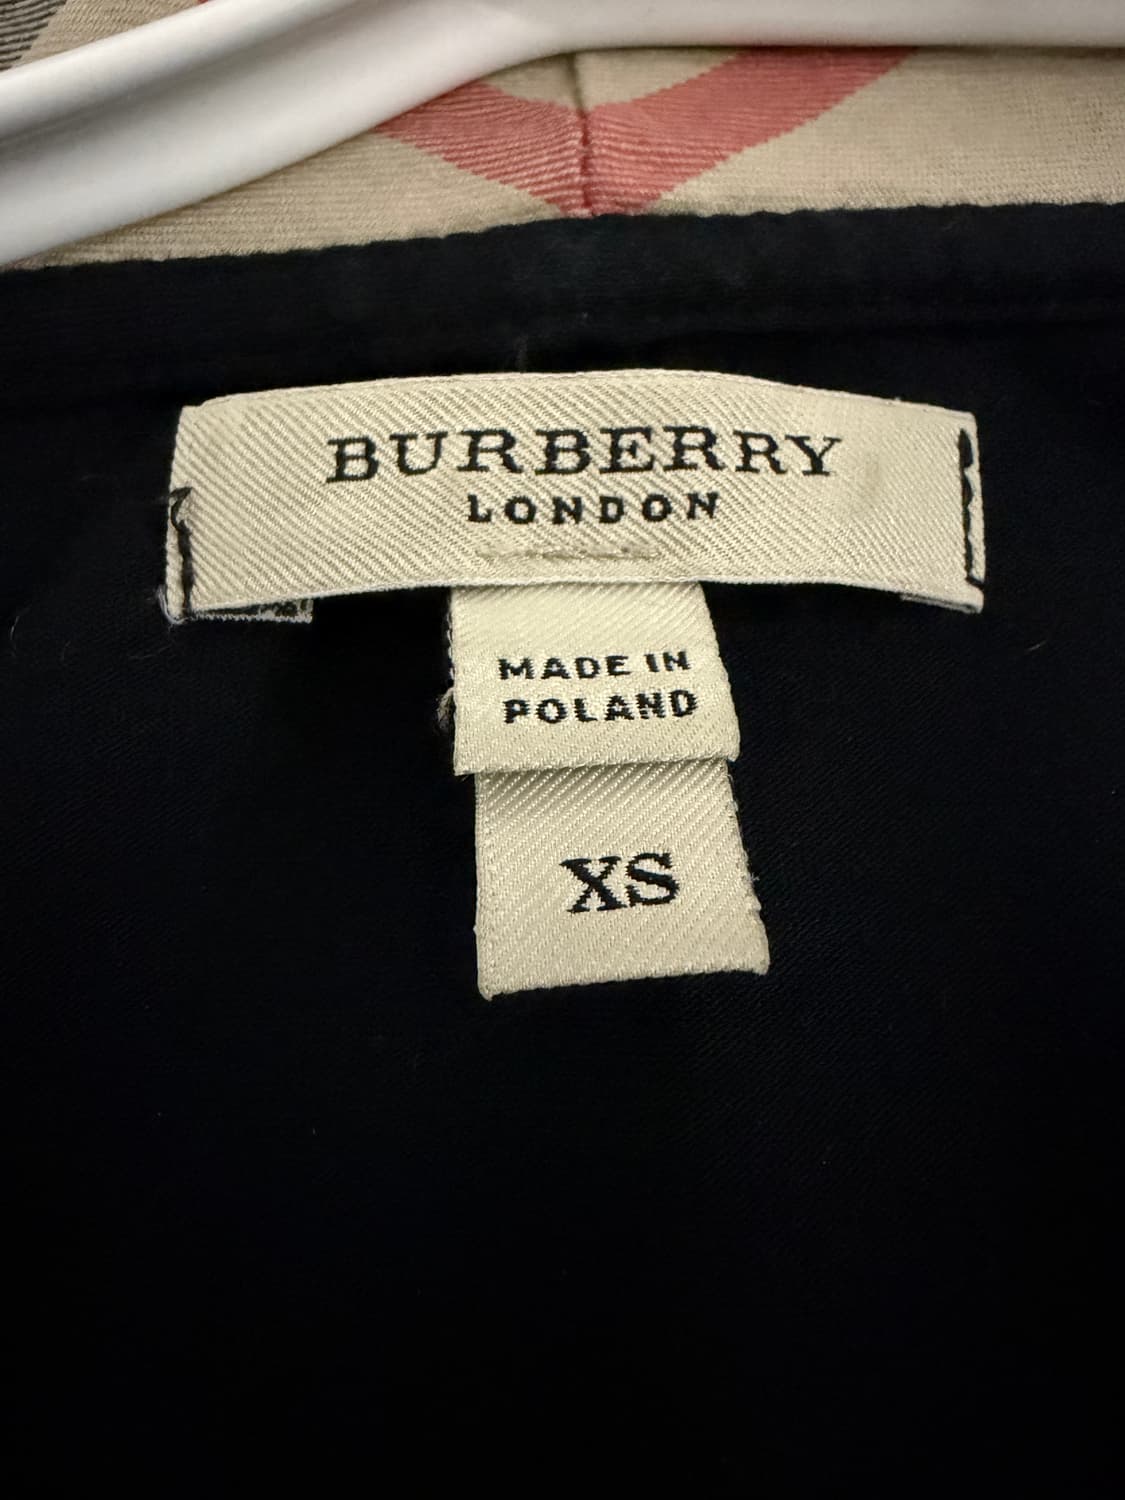 BURBERRY
LONDON
MADE IN
POLAND
XS